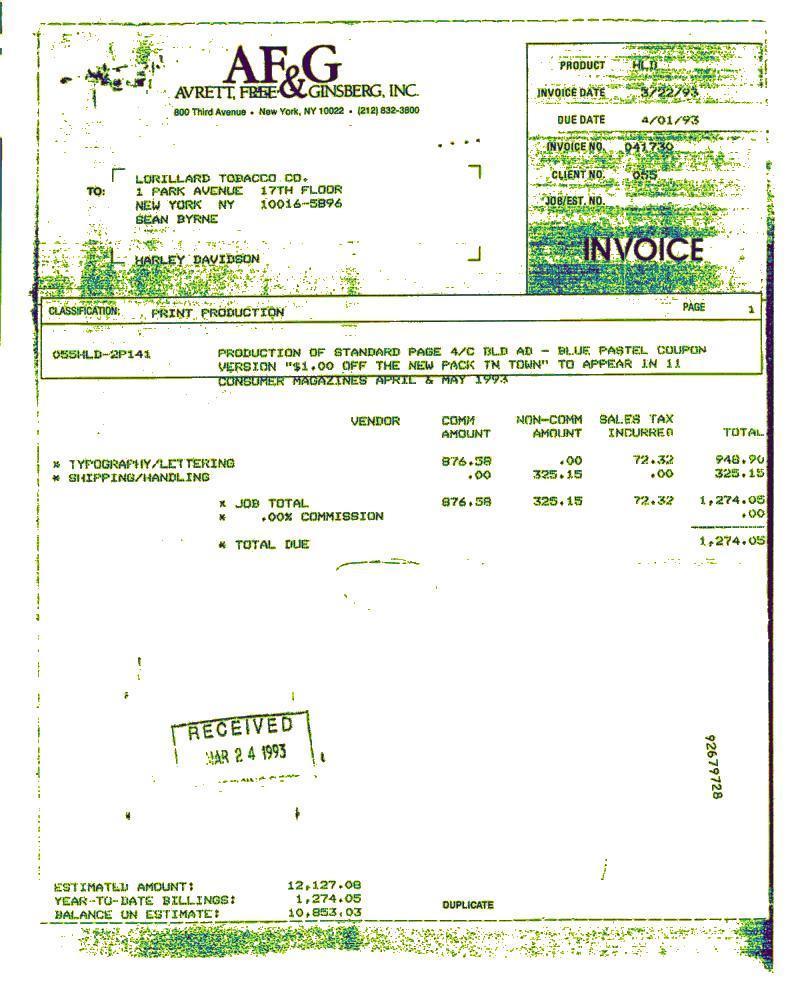 AF&G
AVRETT, FREE & GINSBERG, INC.
800 Third Avenue • New York, NY 10022 • (212) 832-3800
PRODUCT HLD
INVOICE DATE 3/22/93
DUE DATE 4/01/93
INVOICE NO. 041730
CLIENT NO. 055
JOB/EST. NO.
INVOICE
TO: LORILLARD TOBACCO CO.
1 PARK AVENUE 17TH FLOOR
NEW YORK NY 10016-5896
SEAN BYRNE
HARLEY DAVIDSON
CLASSIFICATION: PRINT PRODUCTION PAGE 1
055HLD-2P141 PRODUCTION OF STANDARD PAGE 4/C BLD AD - BLUE PASTEL COUPON
VERSION "$1.00 OFF THE NEW PACK IN TOWN" TO APPEAR IN 11
CONSUMER MAGAZINES APRIL & MAY 1993
VENDOR COMM NON-COMM SALES TAX
AMOUNT AMOUNT INCURRED TOTAL
* TYPOGRAPHY/LETTERING 876.58 .00 72.32 948.90
* SHIPPING/HANDLING .00 325.15 .00 325.15
* JOB TOTAL 876.58 325.15 72.32 1,274.05
* .00% COMMISSION .00
* TOTAL DUE 1,274.05
RECEIVED
MAR 24 1993
92679728
ESTIMATED AMOUNT: 12,127.08
YEAR-TO-DATE BILLINGS: 1,274.05
BALANCE ON ESTIMATE: 10,853.03
DUPLICATE